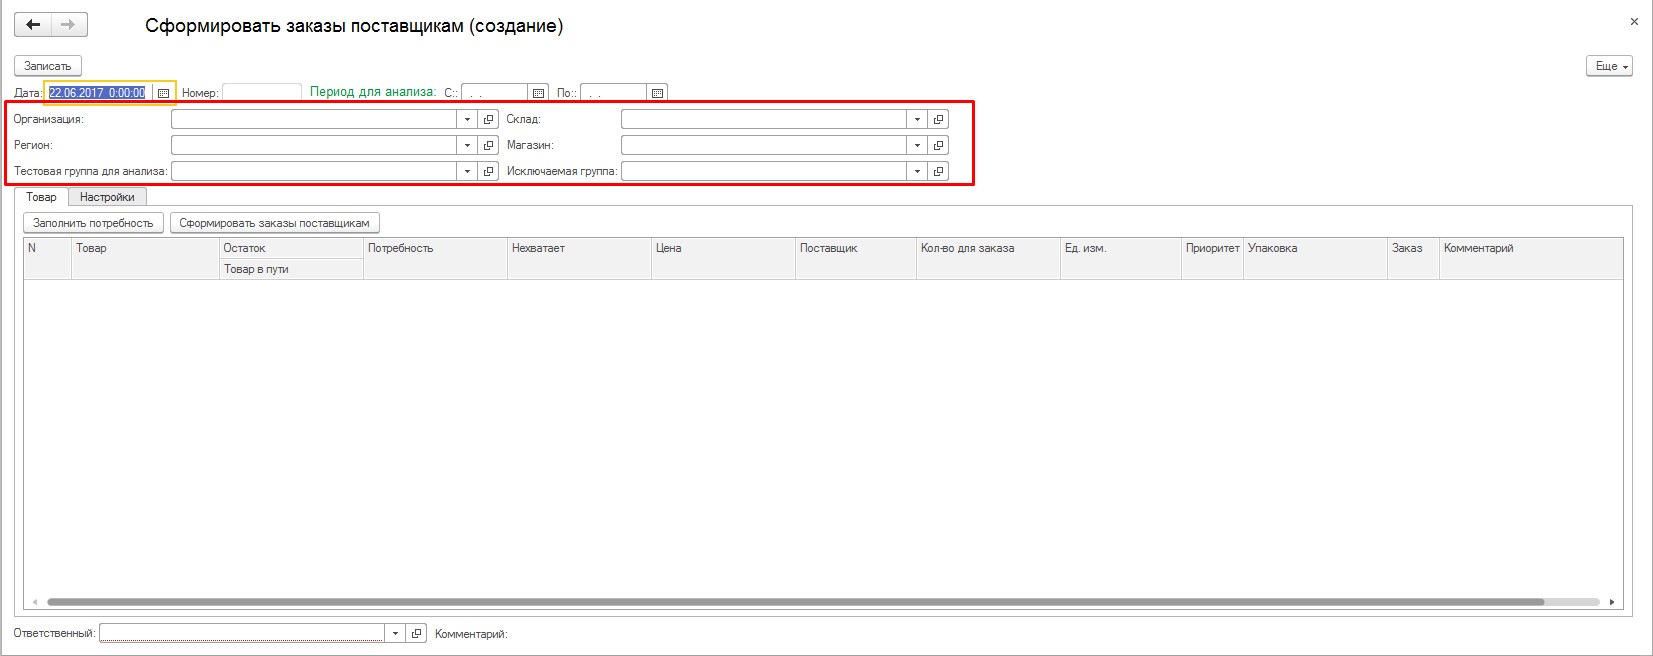 Сформировать заказы поставщикам (создание)
Записать
Еще
Дата: 22.06.2017 0:00:00 Номер: Период для анализа: С:: . . По:: . .
Организация: Склад:
Регион: Магазин:
Тестовая группа для анализа: Исключаемая группа:
Товар Настройки
Заполнить потребность Сформировать заказы поставщикам
N Товар Остаток Потребность Нехватает Цена Поставщик Кол-во для заказа Ед. изм. Приоритет Упаковка Заказ Комментарий
Товар в пути
Ответственный: Комментарий: